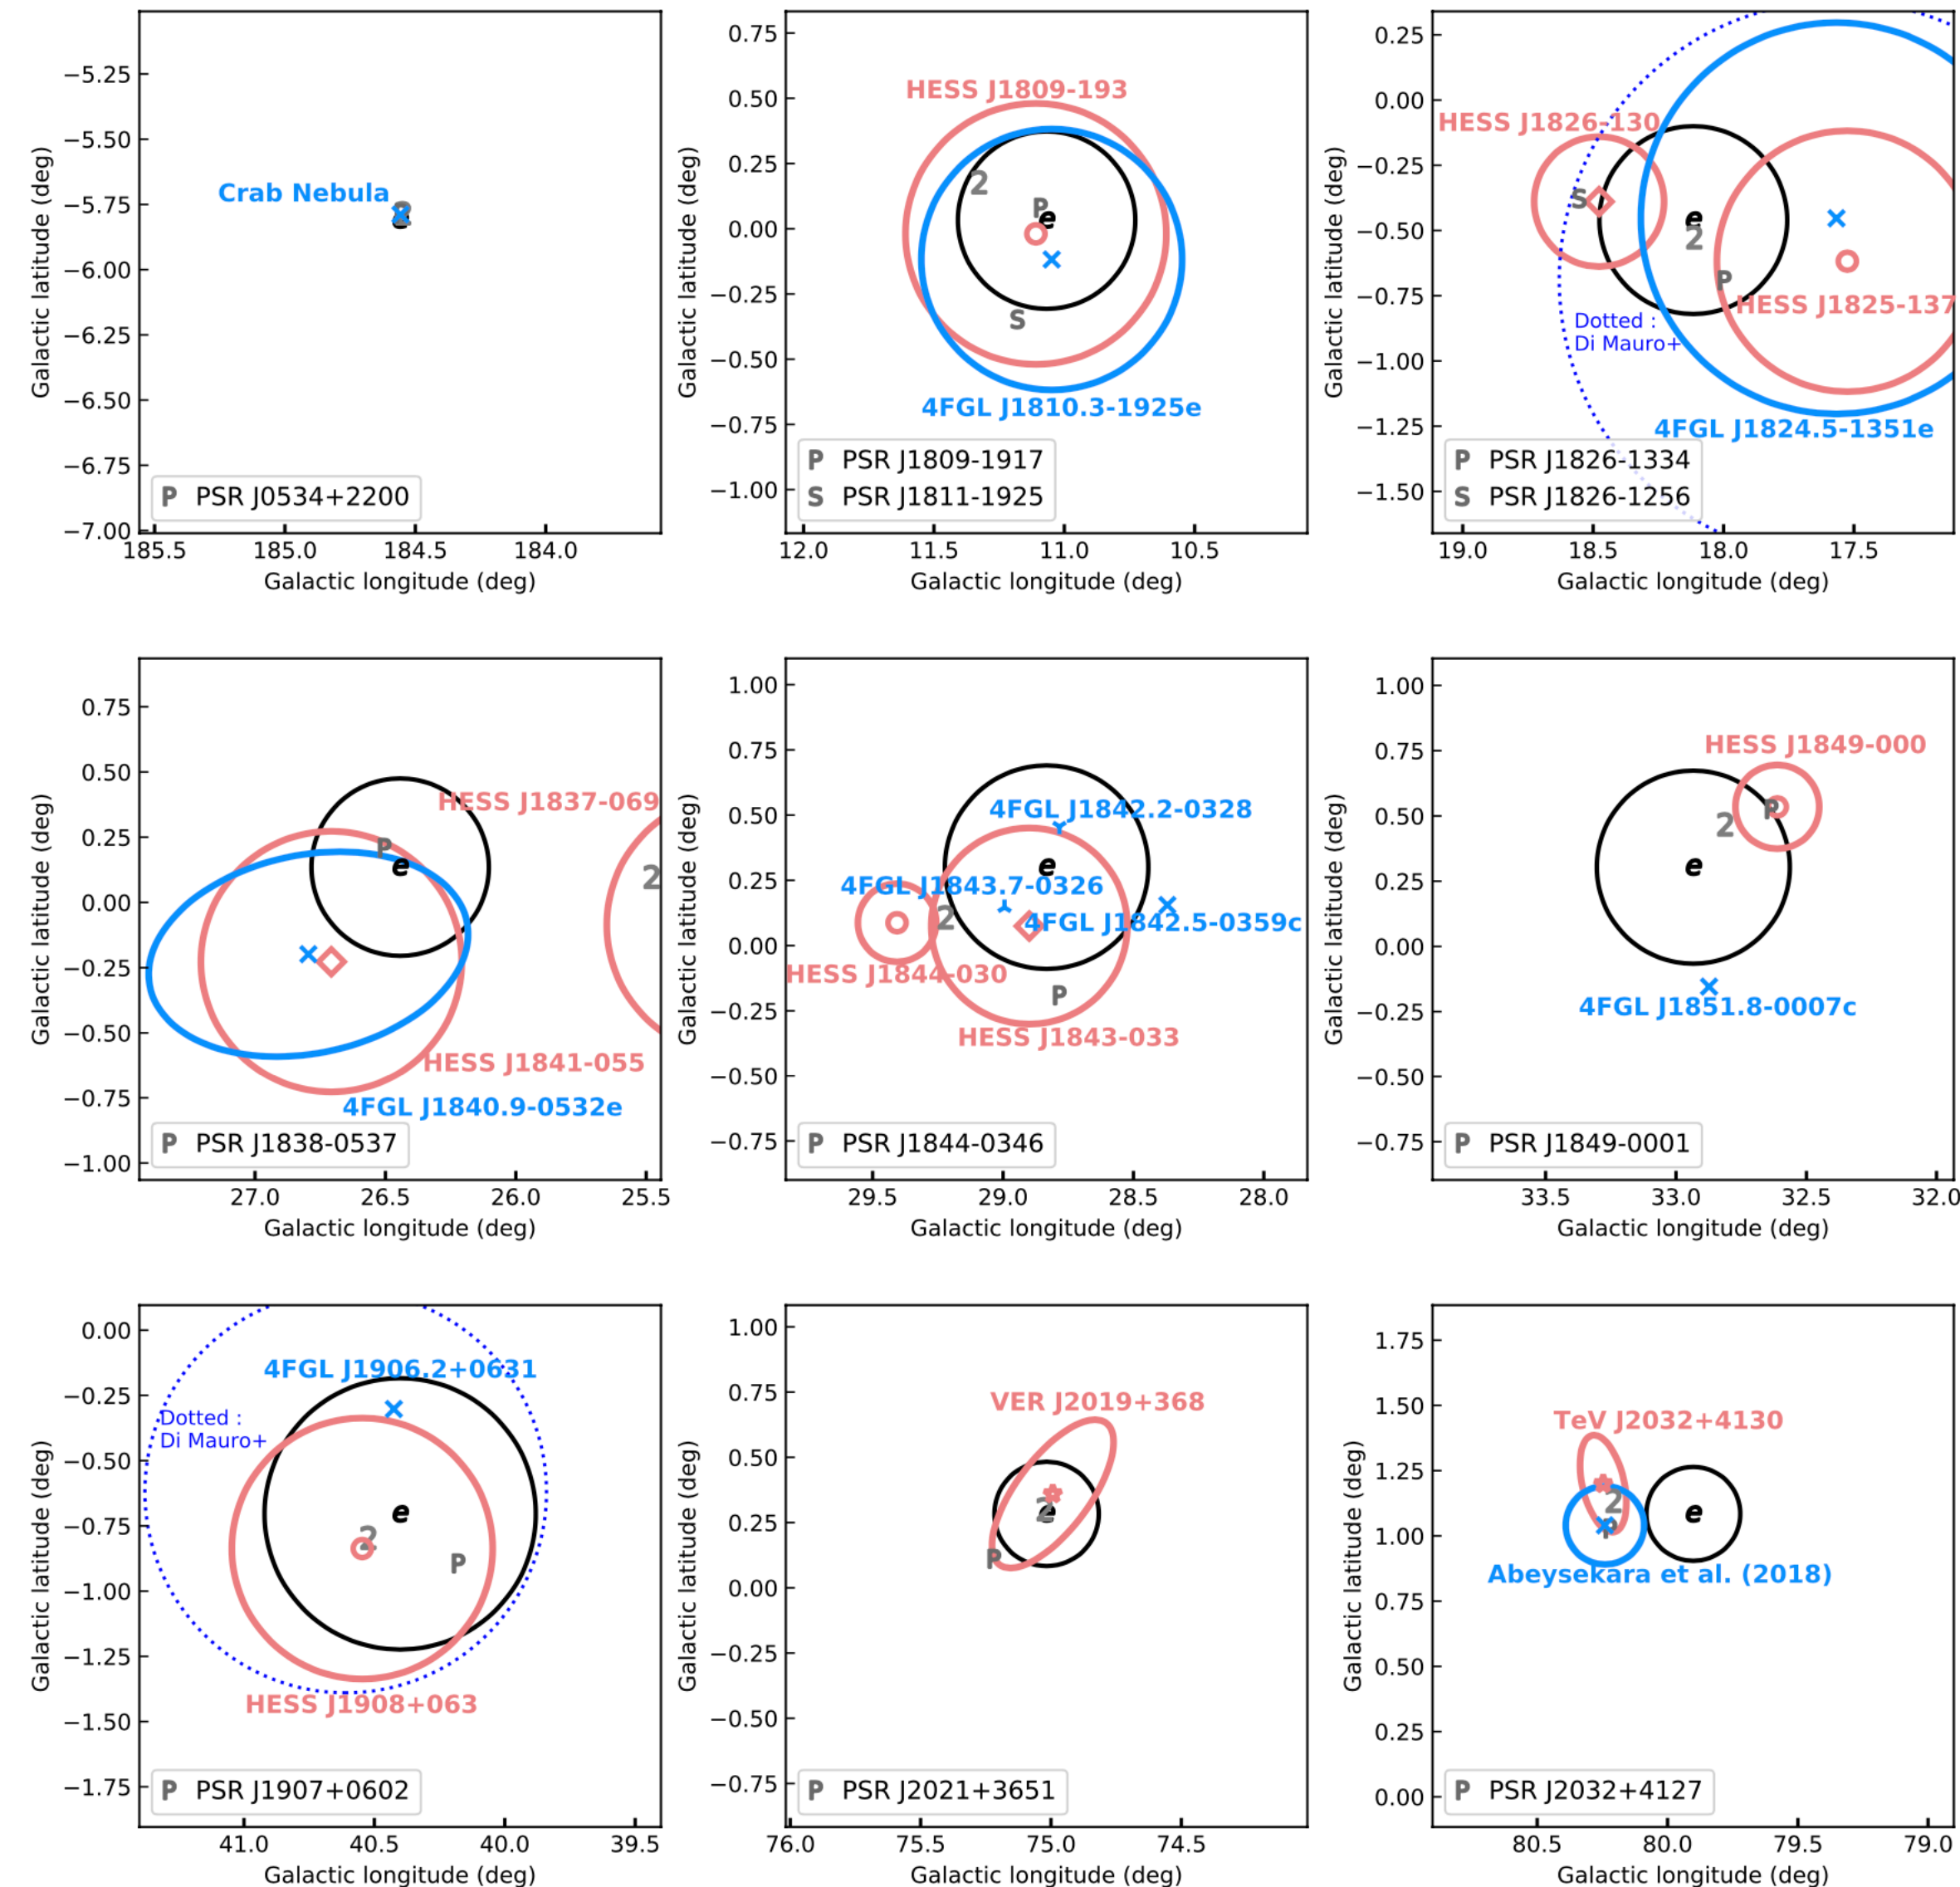 −5.25
−5.50
−5.75
−6.00
−6.25
−6.50
−6.75
−7.00
Galactic latitude (deg)
Crab Nebula
2
e
P PSR J0534+2200
185.5 185.0 184.5 184.0
Galactic longitude (deg)
0.75
0.50
0.25
0.00
−0.25
−0.50
−0.75
−1.00
Galactic latitude (deg)
HESS J1809-193
2
P
e
S
4FGL J1810.3-1925e
P PSR J1809-1917
S PSR J1811-1925
12.0 11.5 11.0 10.5
Galactic longitude (deg)
0.25
0.00
−0.25
−0.50
−0.75
−1.00
−1.25
−1.50
Galactic latitude (deg)
HESS J1826-130
S
e
2
P
HESS J1825-137
Dotted :
Di Mauro+
4FGL J1824.5-1351e
P PSR J1826-1334
S PSR J1826-1256
19.0 18.5 18.0 17.5
Galactic longitude (deg)
0.75
0.50
0.25
0.00
−0.25
−0.50
−0.75
−1.00
Galactic latitude (deg)
HESS J1837-069
P
e
2
HESS J1841-055
4FGL J1840.9-0532e
P PSR J1838-0537
27.0 26.5 26.0 25.5
Galactic longitude (deg)
1.00
0.75
0.50
0.25
0.00
−0.25
−0.50
−0.75
Galactic latitude (deg)
4FGL J1842.2-0328
e
4FGL J1843.7-0326
2
4FGL J1842.5-0359c
HESS J1844-030
P
HESS J1843-033
P PSR J1844-0346
29.5 29.0 28.5 28.0
Galactic longitude (deg)
1.00
0.75
0.50
0.25
0.00
−0.25
−0.50
−0.75
Galactic latitude (deg)
HESS J1849-000
P
2
e
4FGL J1851.8-0007c
P PSR J1849-0001
33.5 33.0 32.5 32.0
Galactic longitude (deg)
0.00
−0.25
−0.50
−0.75
−1.00
−1.25
−1.50
−1.75
Galactic latitude (deg)
4FGL J1906.2+0631
Dotted :
Di Mauro+
e
2
P
HESS J1908+063
P PSR J1907+0602
41.0 40.5 40.0 39.5
Galactic longitude (deg)
1.00
0.75
0.50
0.25
0.00
−0.25
−0.50
−0.75
Galactic latitude (deg)
VER J2019+368
2
e
P
P PSR J2021+3651
76.0 75.5 75.0 74.5
Galactic longitude (deg)
1.75
1.50
1.25
1.00
0.75
0.50
0.25
0.00
Galactic latitude (deg)
TeV J2032+4130
2
e
P
Abeysekara et al. (2018)
P PSR J2032+4127
80.5 80.0 79.5 79.0
Galactic longitude (deg)